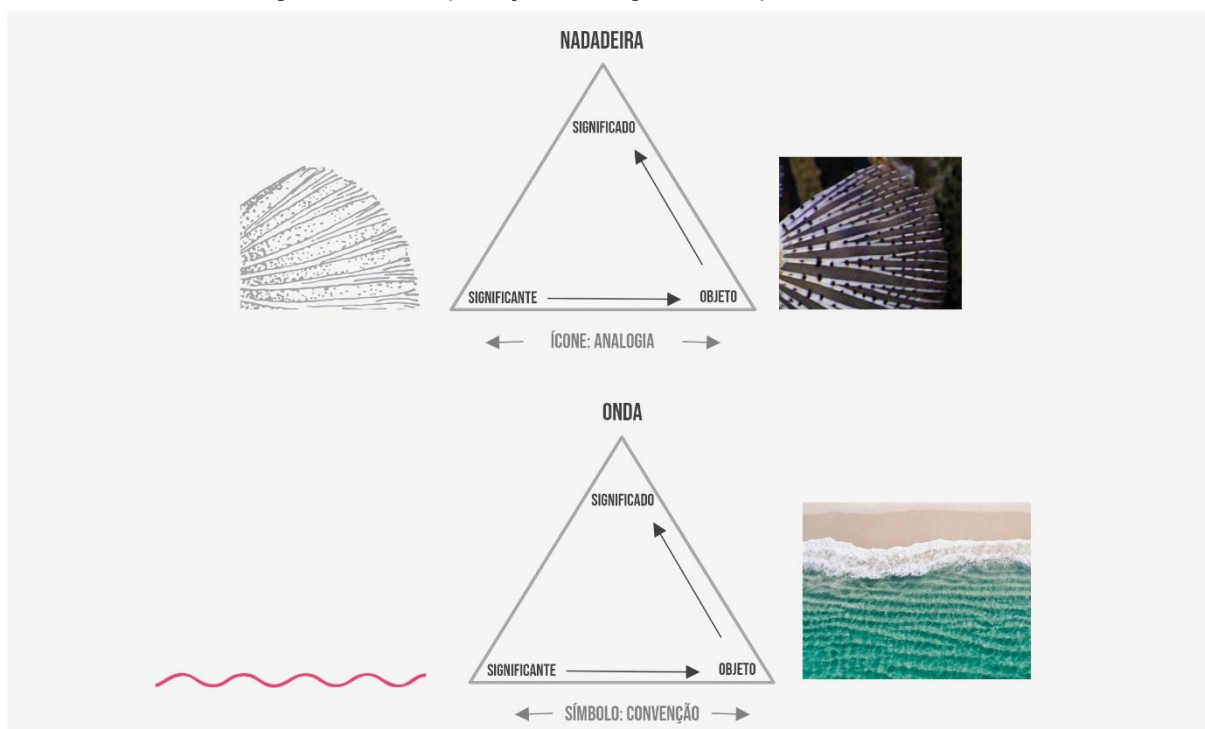 NADADEIRA
SIGNIFICADO
SIGNIFICANTE
OBJETO
ÍCONE: ANALOGIA
ONDA
SIGNIFICADO
SIGNIFICANTE
OBJETO
SÍMBOLO: CONVENÇÃO